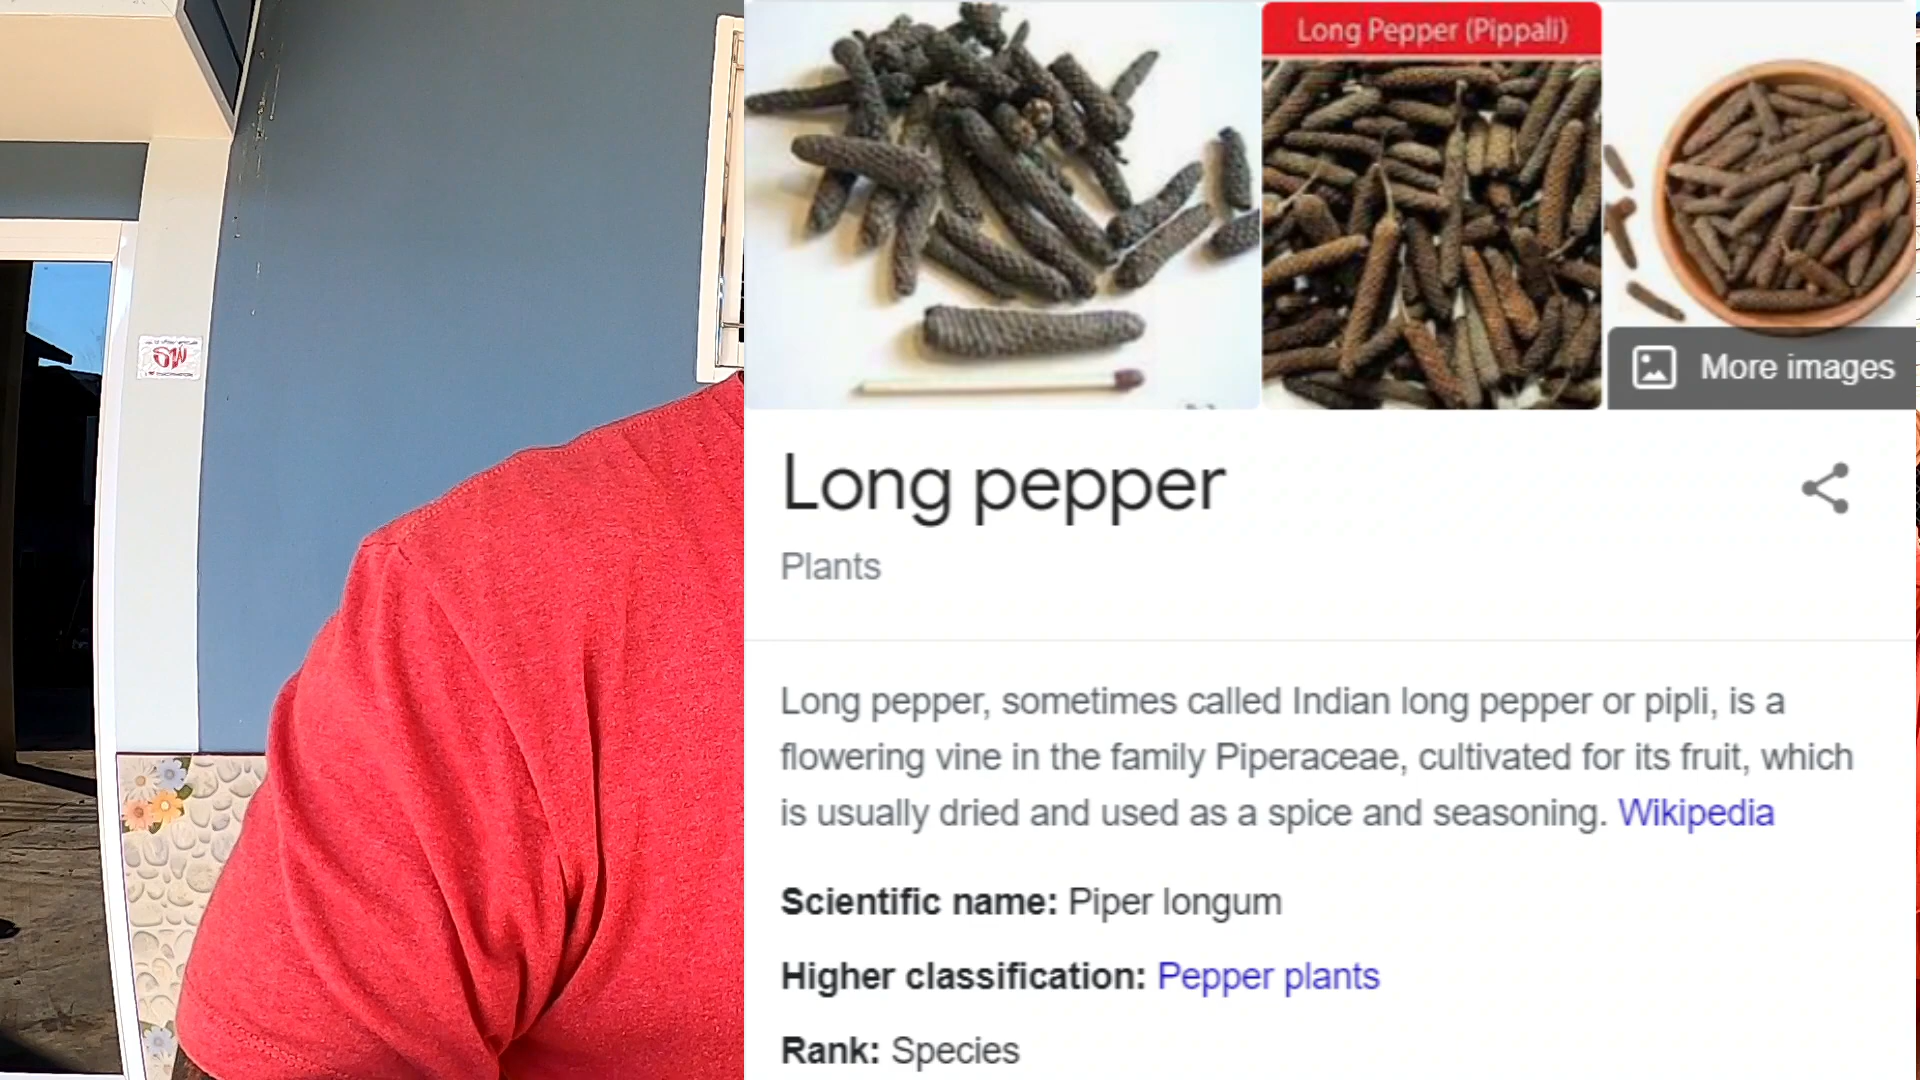 Long Pepper (Pippali)
More images
Long pepper
Plants
Long pepper, sometimes called Indian long pepper or pipli, is a
flowering vine in the family Piperaceae, cultivated for its fruit, which
is usually dried and used as a spice and seasoning. Wikipedia
Scientific name: Piper longum
Higher classification: Pepper plants
Rank: Species